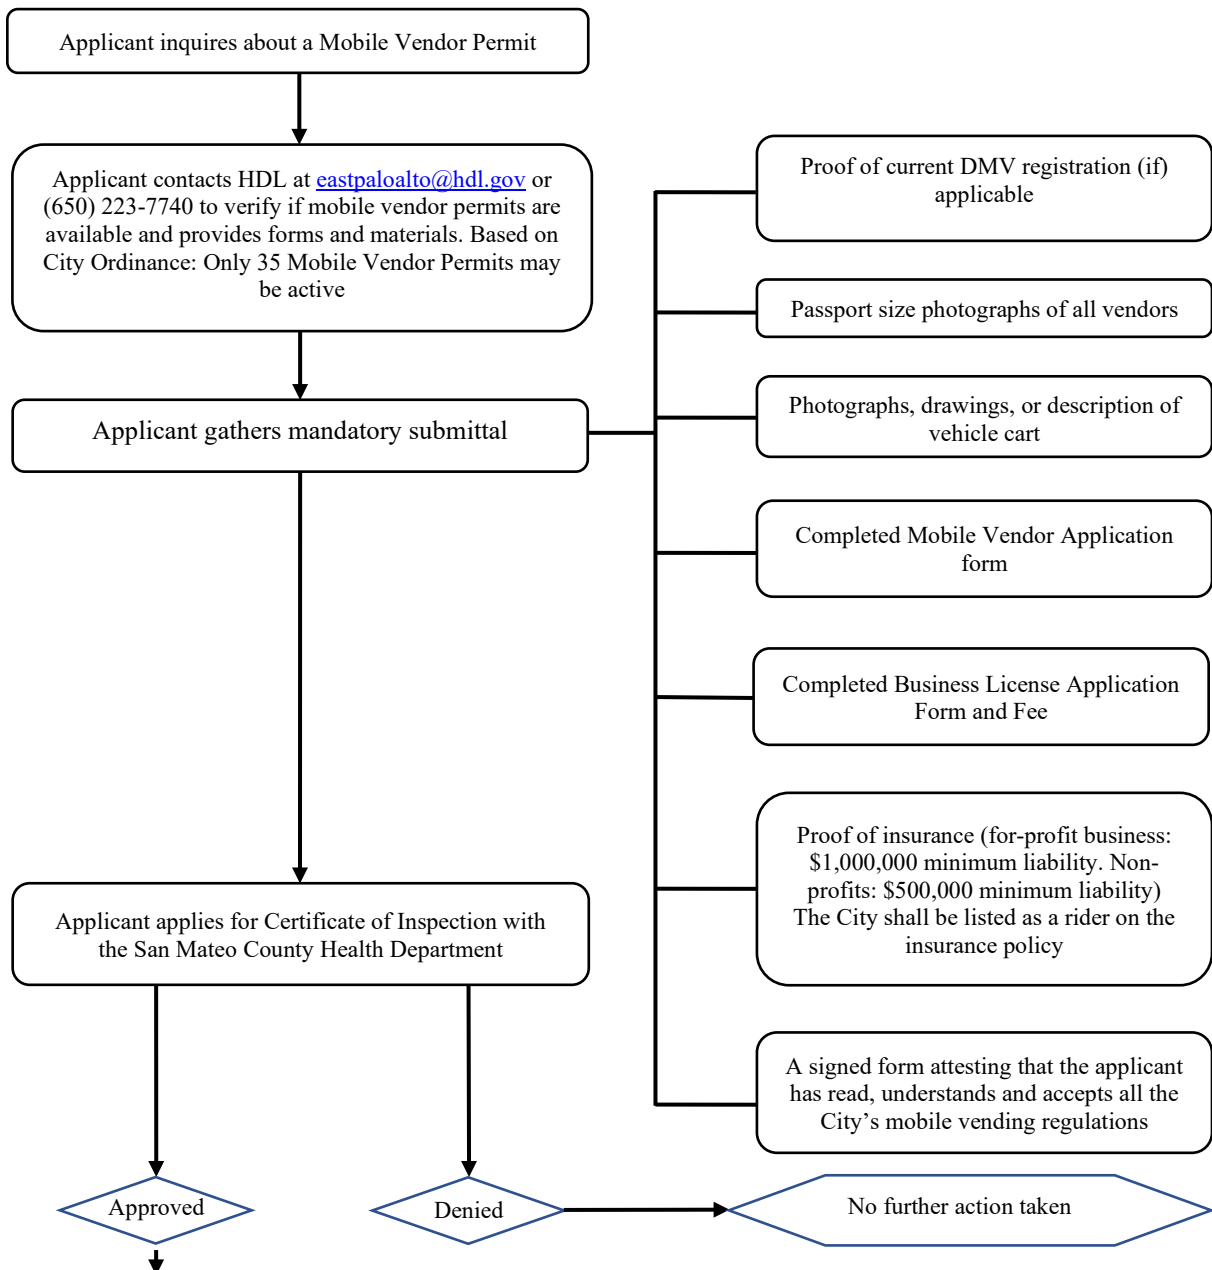 Applicant inquires about a Mobile Vendor Permit
Applicant contacts HDL at eastpaloalto@hdl.gov or
(650) 223-7740 to verify if mobile vendor permits are
available and provides forms and materials. Based on
City Ordinance: Only 35 Mobile Vendor Permits may
be active
Applicant gathers mandatory submittal
Proof of current DMV registration (if)
applicable
Passport size photographs of all vendors
Photographs, drawings, or description of
vehicle cart
Completed Mobile Vendor Application
form
Completed Business License Application
Form and Fee
Proof of insurance (for-profit business:
$1,000,000 minimum liability. Non-
profits: $500,000 minimum liability)
The City shall be listed as a rider on the
insurance policy
A signed form attesting that the applicant
has read, understands and accepts all the
City’s mobile vending regulations
Applicant applies for Certificate of Inspection with
the San Mateo County Health Department
Approved
Denied
No further action taken